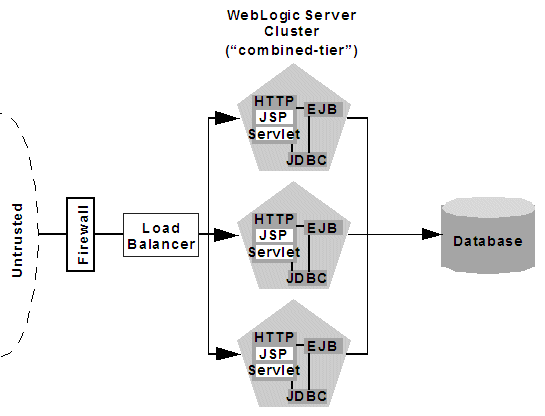 WebLogic Server
Cluster
(“combined-tier”)
HTTP
EJB
JSP
Servlet
JDBC
Untrusted
Firewall
Load
Balancer
HTTP
EJB
JSP
Servlet
JDBC
Database
HTTP
EJB
JSP
Servlet
JDBC